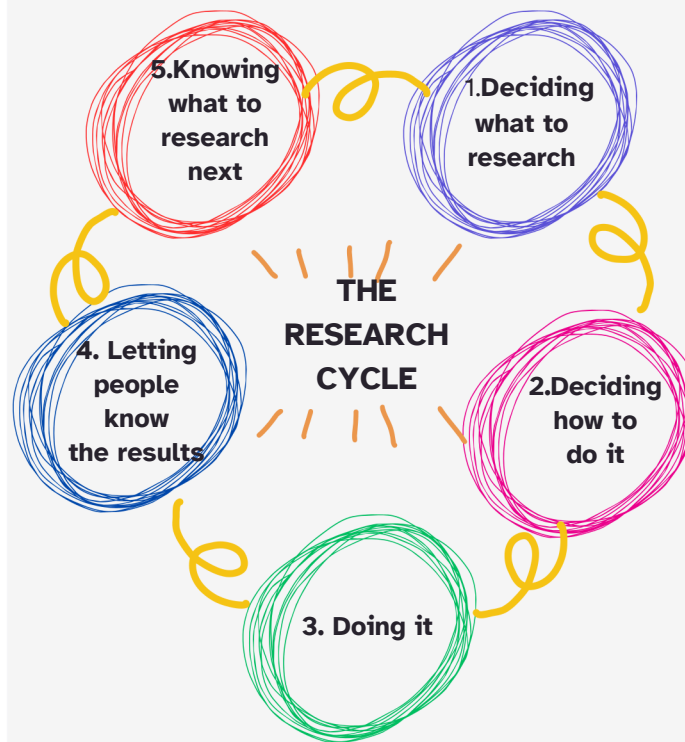 THE
RESEARCH
CYCLE
1.Deciding
what to
research
2.Deciding
how to
do it
3. Doing it
4. Letting
people
know
the results
5.Knowing
what to
research
next